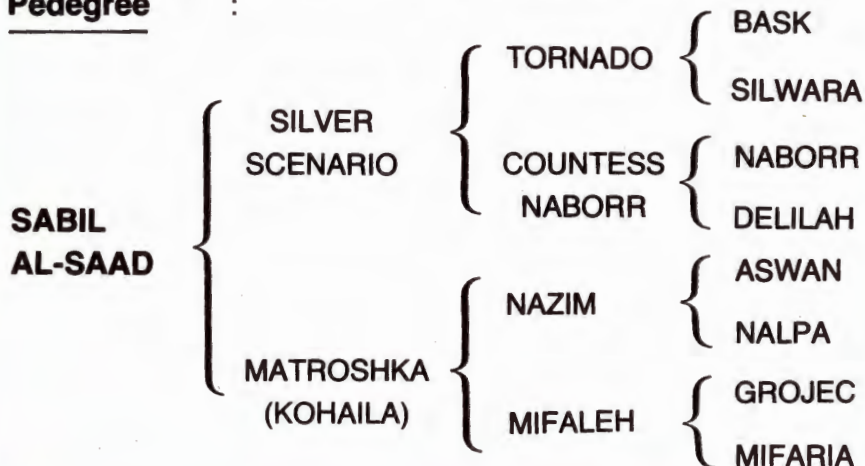 Pedegree :
SABIL
AL-SAAD
SILVER
SCENARIO
MATROSHKA
(KOHAILA)
TORNADO
COUNTESS
NABORR
NAZIM
MIFALEH
BASK
SILWARA
NABORR
DELILAH
ASWAN
NALPA
GROJEC
MIFARIA